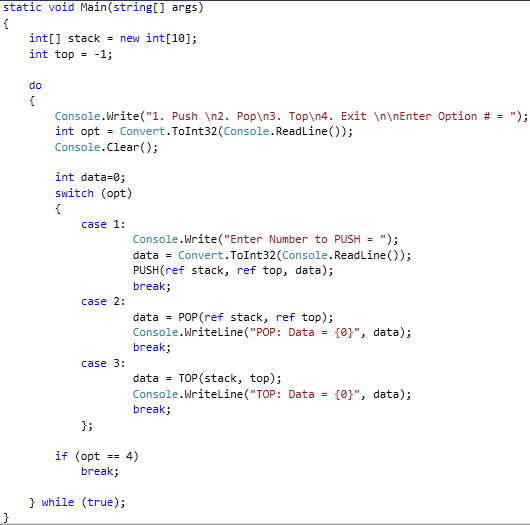 static void Main(string[] args)
{
int[] stack = new int[10];
int top = -1;
do
{
Console.Write("1. Push \n2. Pop\n3. Top\n4. Exit \n\nEnter Option # = ");
int opt = Convert.ToInt32(Console.ReadLine());
Console.Clear();
int data=0;
switch (opt)
{
case 1:
Console.Write("Enter Number to PUSH = ");
data = Convert.ToInt32(Console.ReadLine());
PUSH(ref stack, ref top, data);
break;
case 2:
data = POP(ref stack, ref top);
Console.WriteLine("POP: Data = {0}", data);
break;
case 3:
data = TOP(stack, top);
Console.WriteLine("TOP: Data = {0}", data);
break;
};
if (opt == 4)
break;
} while (true);
}